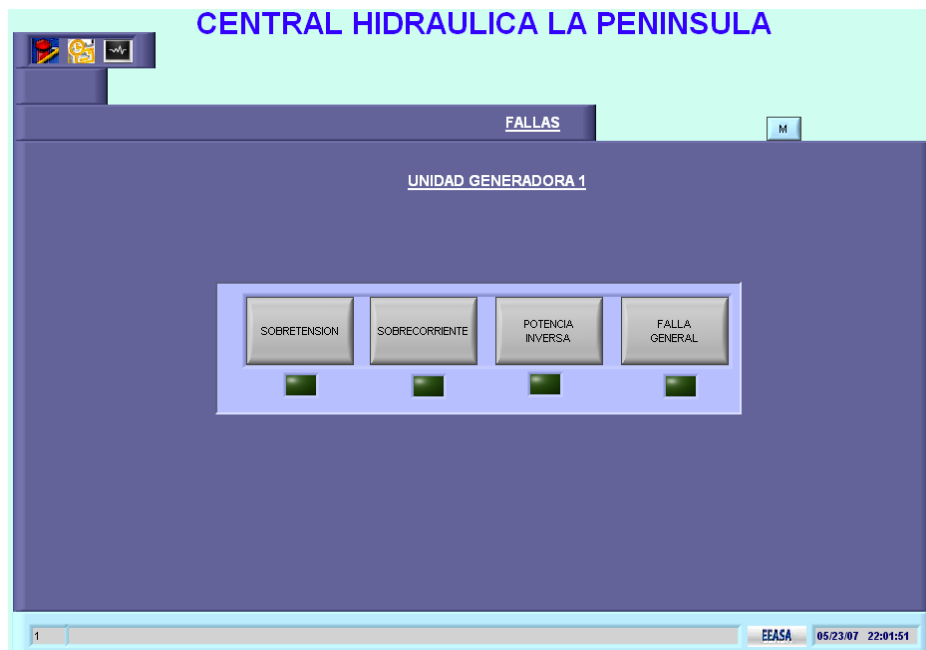 CENTRAL HIDRAULICA LA PENINSULA
FALLAS
M
UNIDAD GENERADORA 1
SOBRETENSION
SOBRECORRIENTE
POTENCIA
INVERSA
FALLA
GENERAL
1
EEASA
05/23/07 22:01:51